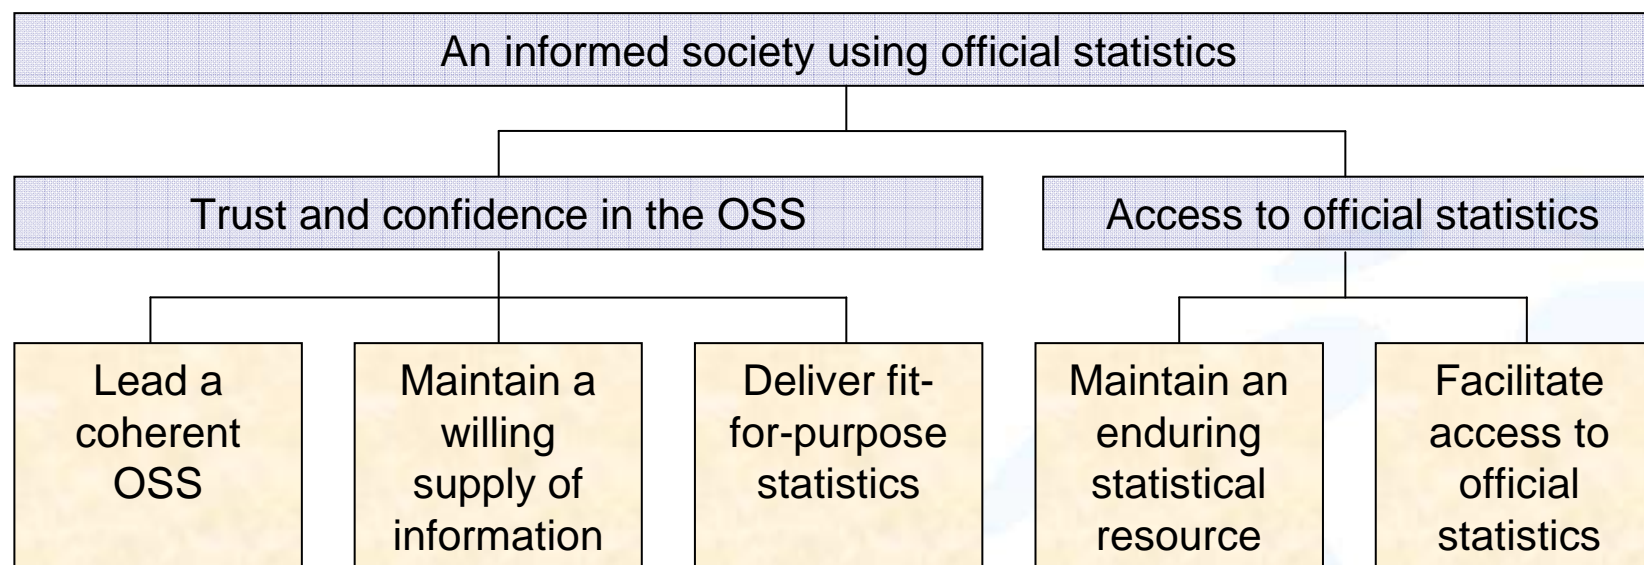 An informed society using official statistics
Trust and confidence in the OSS
Access to official statistics
Lead a
coherent
OSS
Maintain a
willing
supply of
information
Deliver fit-
for-purpose
statistics
Maintain an
enduring
statistical
resource
Facilitate
access to
official
statistics